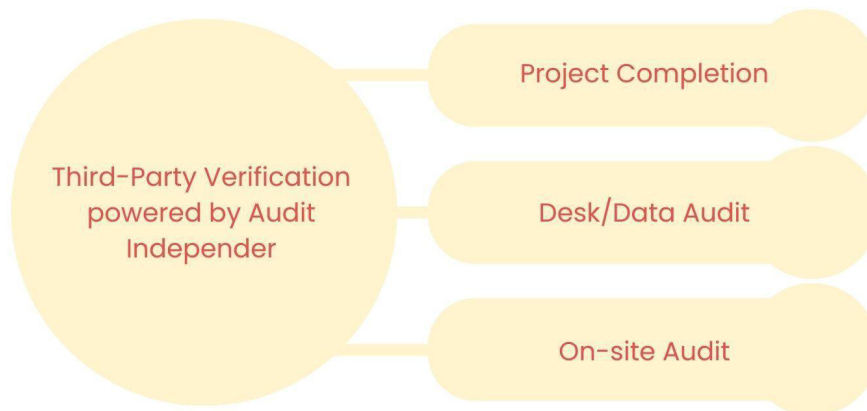 Third-Party Verification
powered by Audit
Independer
Project Completion
Desk/Data Audit
On-site Audit